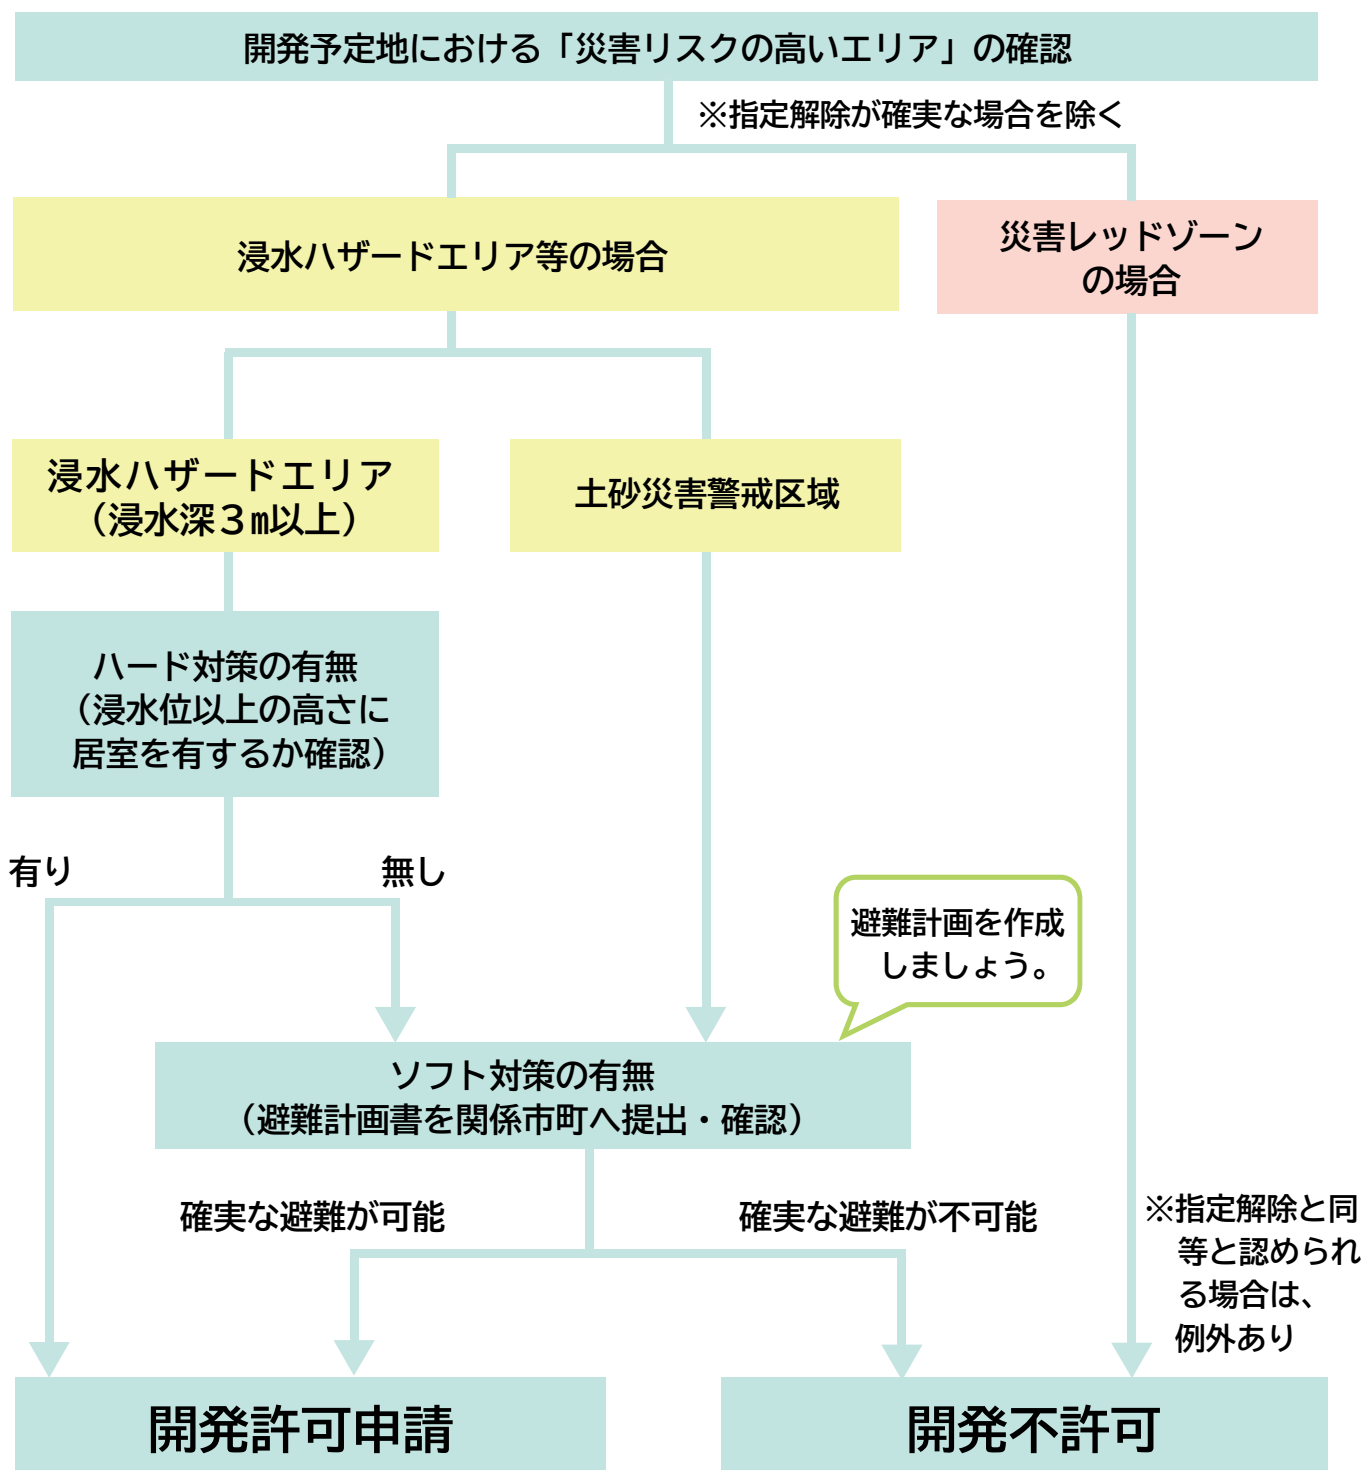 開発予定地における「災害リスクの高いエリア」の確認
※指定解除が確実な場合を除く
浸水ハザードエリア等の場合
災害レッドゾーン
の場合
浸水ハザードエリア
（浸水深３ｍ以上）
土砂災害警戒区域
ハード対策の有無
（浸水位以上の高さに
居室を有するか確認）
有り
無し
避難計画を作成
しましょう。
ソフト対策の有無
（避難計画書を関係市町へ提出・確認）
確実な避難が可能
確実な避難が不可能
※指定解除と同
等と認められ
る場合は、
例外あり
開発許可申請
開発不許可